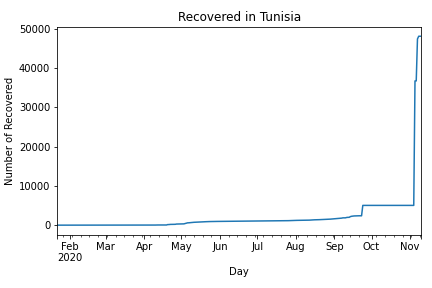 Recovered in Tunisia
Number of Recovered
50000
40000
30000
20000
10000
0
Feb Mar Apr May Jun Jul Aug Sep Oct Nov
2020
Day